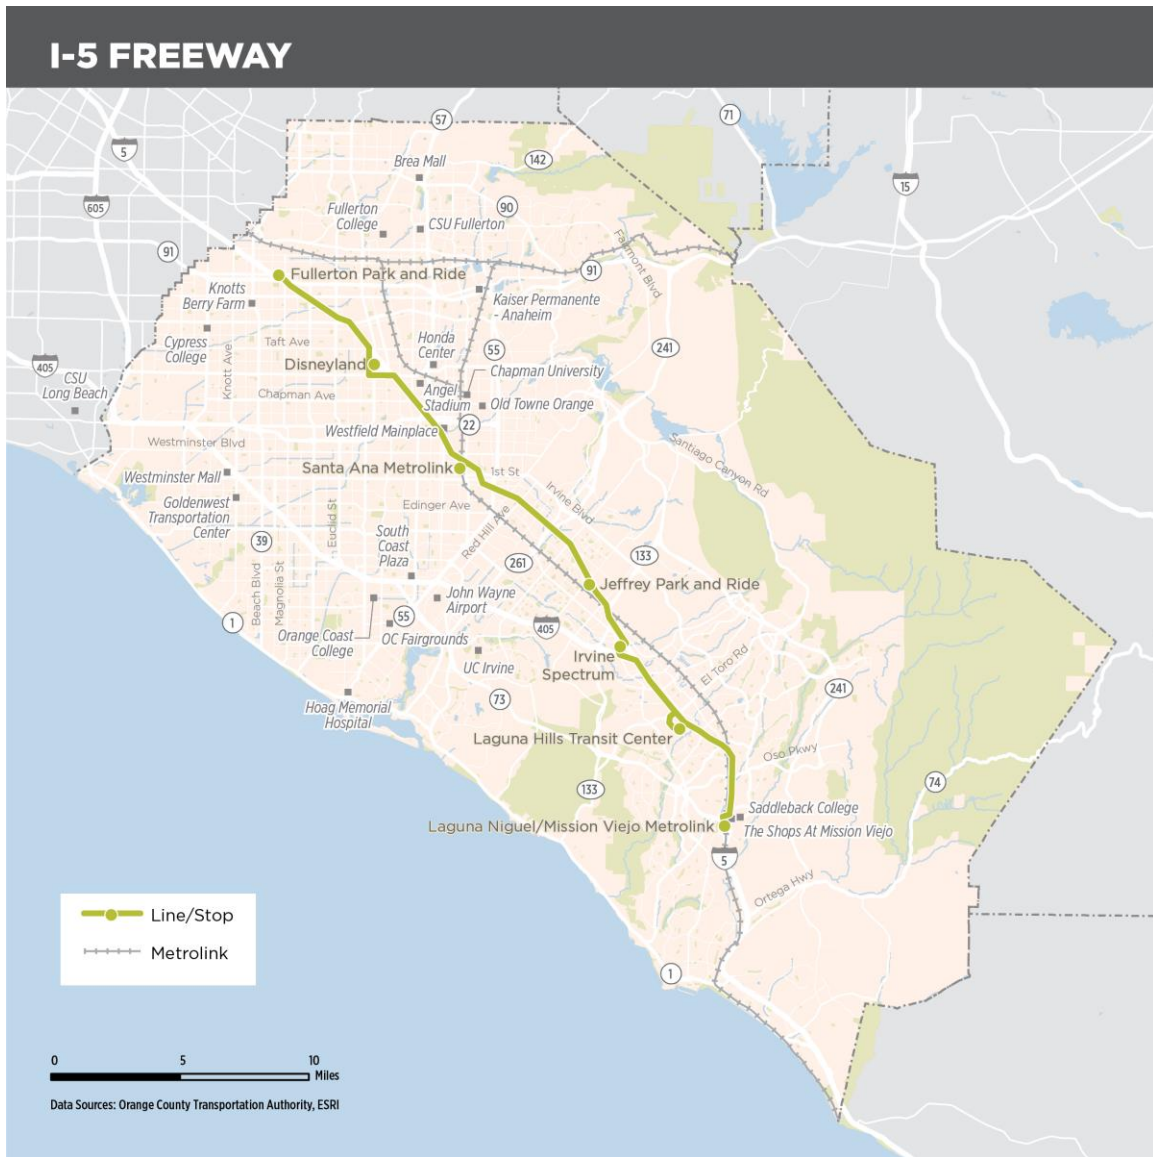 I-5 FREEWAY
57
71
5
142
Brea Mall
15
605
90
Fullerton
College
CSU Fullerton
91
Fairmont Blvd
Fullerton Park and Ride
91
Knotts
Berry Farm
Kaiser Permanente
- Anaheim
Cypress
College
Taft Ave
Honda
Center
55
241
405
CSU
Long Beach
Knott Ave
Disneyland
Chapman University
Chapman Ave
Angel
Stadium
Old Towne Orange
Westfield Mainplace
22
Westminster Blvd
Santiago Canyon Rd
Westminster Mall
Santa Ana Metrolink
1st St
Goldenwest
Transportation
Center
Euclid St
Edinger Ave
Irvine Blvd
Red Hill Ave
39
South
Coast
Plaza
261
133
Beach Blvd
Magnolia St
Jeffrey Park and Ride
John Wayne
Airport
1
55
405
Orange Coast
College
OC Fairgrounds
UC Irvine
Irvine
Spectrum
El Toro Rd
241
73
Hoag Memorial
Hospital
Laguna Hills Transit Center
Oso Pkwy
133
74
Saddleback College
Laguna Niguel/Mission Viejo Metrolink
The Shops At Mission Viejo
5
Ortega Hwy
Line/Stop
Metrolink
1
0 5 10
Miles
Data Sources: Orange County Transportation Authority, ESRI